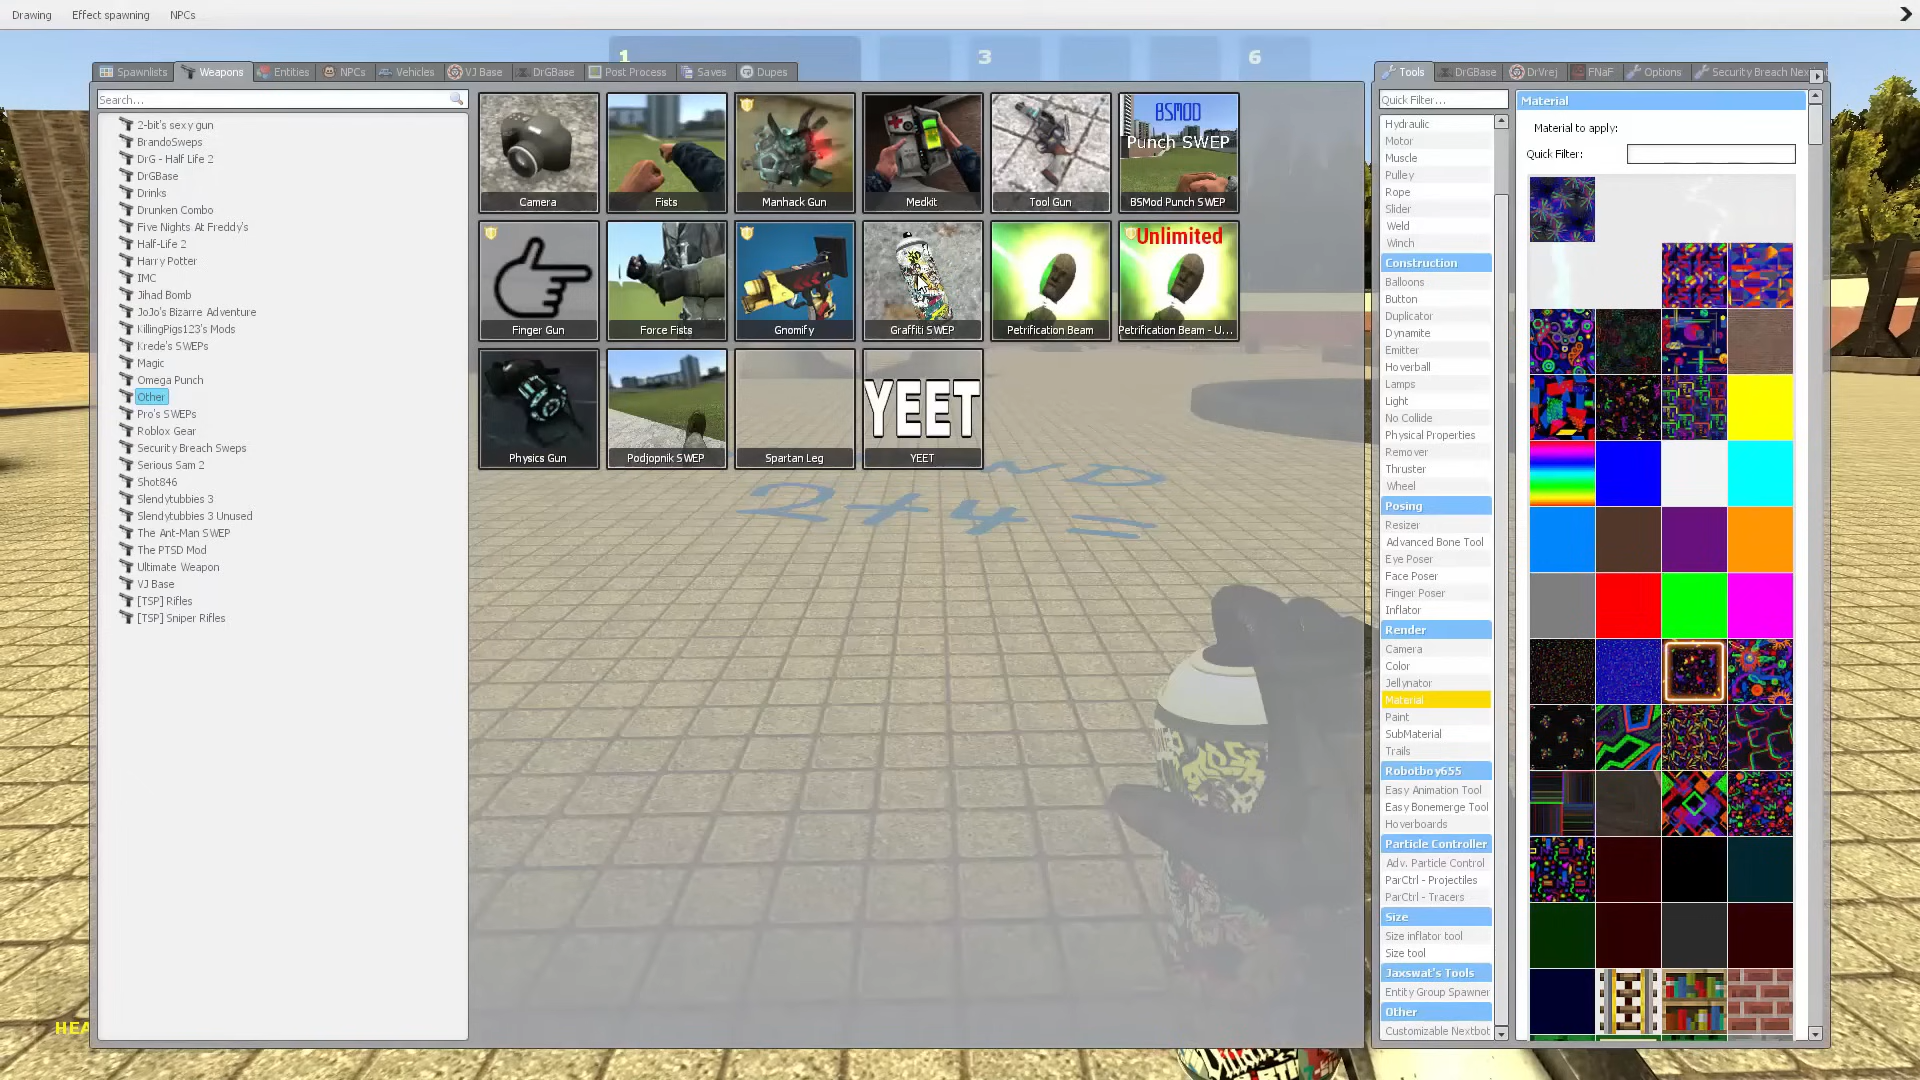 Drawing Effect spawning NPCs
1 3 6
Spawnlists Weapons Entities NPCs Vehicles VJ Base DrGBase Post Process Saves Dupes
Search...
2-bit's sexy gun
BrandoSweps
DrG - Half Life 2
DrGBase
Drinks
Drunken Combo
Five Nights At Freddy's
Half-Life 2
Harry Potter
IMC
Jihad Bomb
JoJo's Bizarre Adventure
KillingPigs123's Mods
Krede's SWEPs
Magic
Omega Punch
Other
Pro's SWEPs
Roblox Gear
Security Breach Sweps
Serious Sam 2
Shot846
Slendytubbies 3
Slendytubbies 3 Unused
The Ant-Man SWEP
The PTSD Mod
Ultimate Weapon
VJ Base
[TSP] Rifles
[TSP] Sniper Rifles
BSMOD
Punch SWEP
Camera Fists Manhack Gun Medkit Tool Gun BSMod Punch SWEP
Unlimited
Finger Gun Force Fists Gnomify Graffiti SWEP Petrification Beam Petrification Beam - U...
YEET
Physics Gun Podjopnik SWEP Spartan Leg YEET
2+4=
HEA
Tools DrGBase DrVrej FNaF Options Security Breach Nex
Quick Filter...
Hydraulic
Motor
Muscle
Pulley
Rope
Slider
Weld
Winch
Construction
Balloons
Button
Duplicator
Dynamite
Emitter
Hoverball
Lamps
Light
No Collide
Physical Properties
Remover
Thruster
Wheel
Posing
Resizer
Advanced Bone Tool
Eye Poser
Face Poser
Finger Poser
Inflator
Render
Camera
Color
Jellynator
Material
Paint
SubMaterial
Trails
Robotboy655
Easy Animation Tool
Easy Bonemerge Tool
Hoverboards
Particle Controller
Adv. Particle Control
ParCtrl - Projectiles
ParCtrl - Tracers
Size
Size inflator tool
Size tool
Jaxswat's Tools
Entity Group Spawner
Other
Customizable Nextbot
Material
Material to apply:
Quick Filter: